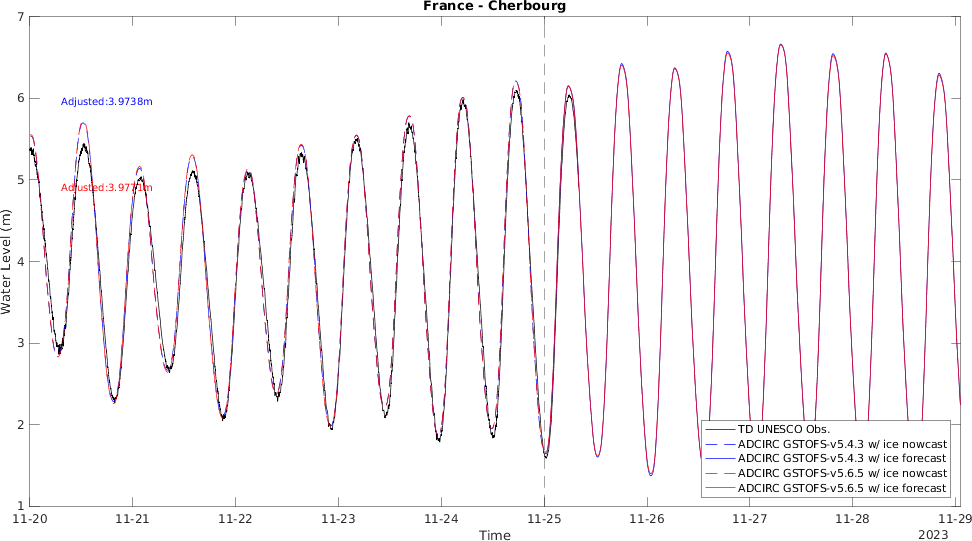 France - Cherbourg
7
6
5
4
3
2
1
Water Level (m)
Adjusted:3.9738m
Adjusted:3.9771m
TD UNESCO Obs.
ADCIRC GSTOFS-v5.4.3 w/ ice nowcast
ADCIRC GSTOFS-v5.4.3 w/ ice forecast
ADCIRC GSTOFS-v5.6.5 w/ ice nowcast
ADCIRC GSTOFS-v5.6.5 w/ ice forecast
11-20 11-21 11-22 11-23 11-24 11-25 11-26 11-27 11-28 11-29
Time
2023